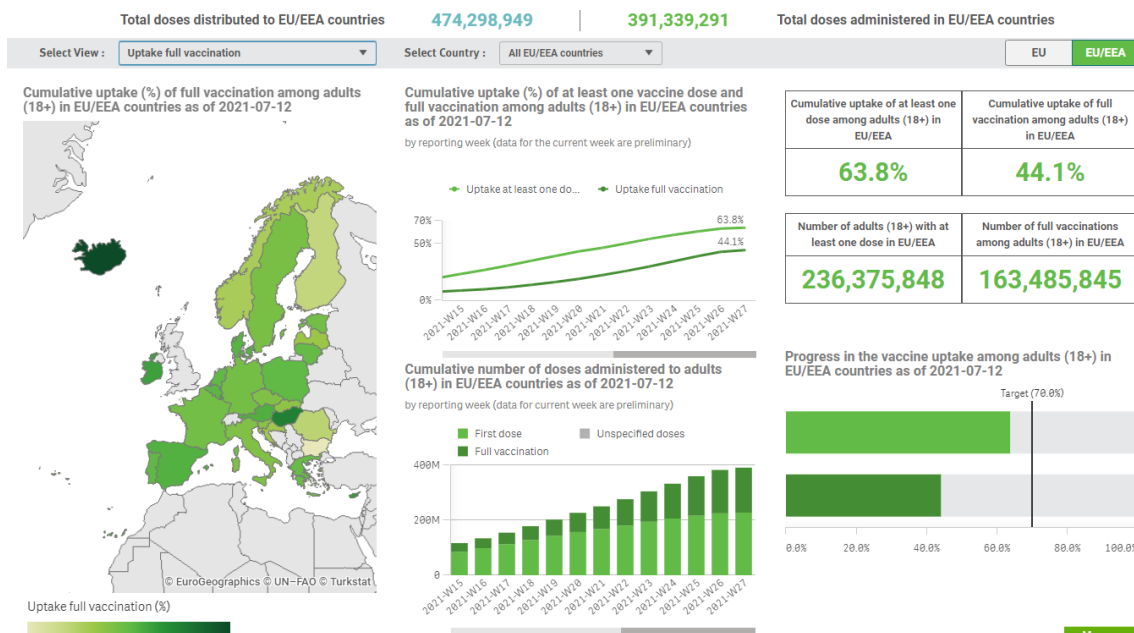 Total doses distributed to EU/EEA countries 474,298,949 391,339,291 Total doses administered in EU/EEA countries
Select View : Uptake full vaccination Select Country : All EU/EEA countries EU EU/EEA
Cumulative uptake (%) of full vaccination among adults
(18+) in EU/EEA countries as of 2021-07-12
© EuroGeographics © UN–FAO © Turkstat
Uptake full vaccination (%)
Cumulative uptake (%) of at least one vaccine dose and
full vaccination among adults (18+) in EU/EEA countries
as of 2021-07-12
by reporting week (data for the current week are preliminary)
Uptake at least one do... Uptake full vaccination
70%
50%
0%
63.8%
44.1%
2021-W15 2021-W16 2021-W17 2021-W18 2021-W19 2021-W20 2021-W21 2021-W22 2021-W23 2021-W24 2021-W25 2021-W26 2021-W27
Cumulative number of doses administered to adults
(18+) in EU/EEA countries as of 2021-07-12
by reporting week (data for current week are preliminary)
First dose Unspecified doses
Full vaccination
400M
200M
0
2021-W15 2021-W16 2021-W17 2021-W18 2021-W19 2021-W20 2021-W21 2021-W22 2021-W23 2021-W24 2021-W25 2021-W26 2021-W27
Cumulative uptake of at least one
dose among adults (18+) in
EU/EEA
63.8%
Cumulative uptake of full
vaccination among adults (18+)
in EU/EEA
44.1%
Number of adults (18+) with at
least one dose in EU/EEA
236,375,848
Number of full vaccinations
among adults (18+) in EU/EEA
163,485,845
Progress in the vaccine uptake among adults (18+) in
EU/EEA countries as of 2021-07-12
Target (70.0%)
0.0% 20.0% 40.0% 60.0% 80.0% 100.0%